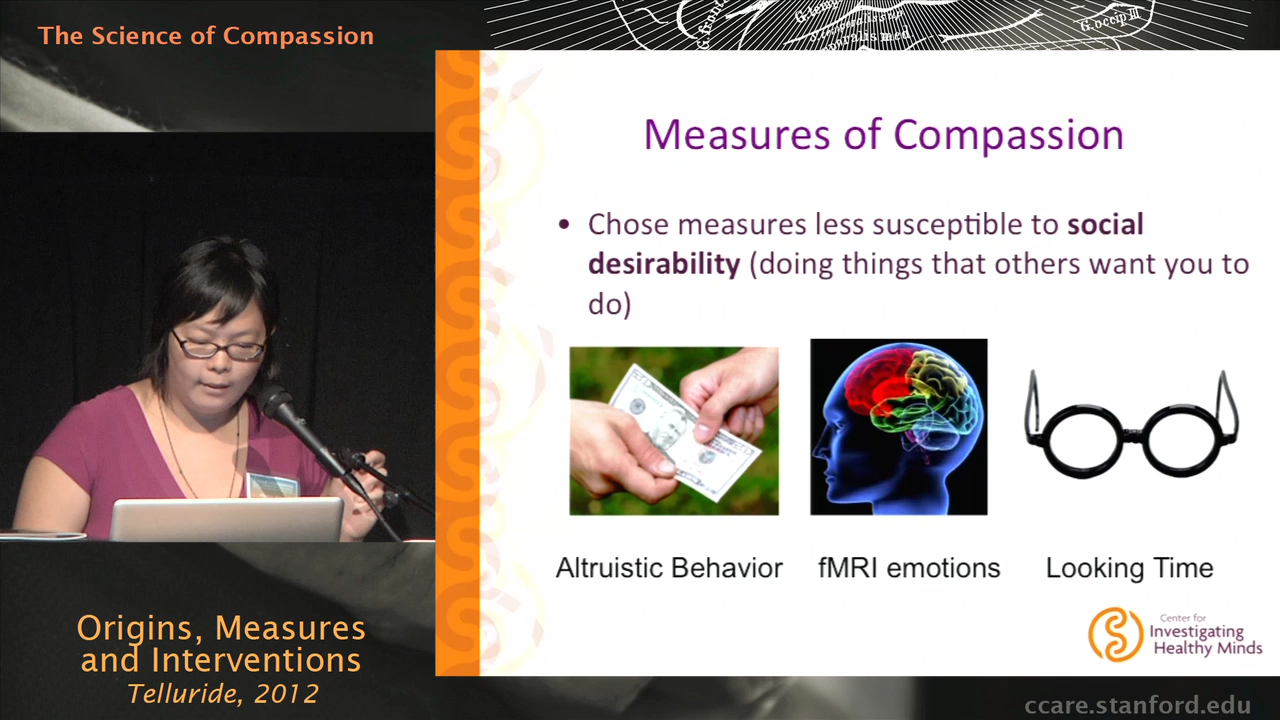 The Science of Compassion
G.occip III
Measures of Compassion
• Chose measures less susceptible to social
desirability (doing things that others want you to
do)
Altruistic Behavior
fMRI emotions
Looking Time
Center for
Investigating
Healthy Minds
Origins, Measures
and Interventions
Telluride, 2012
ccare.stanford.edu